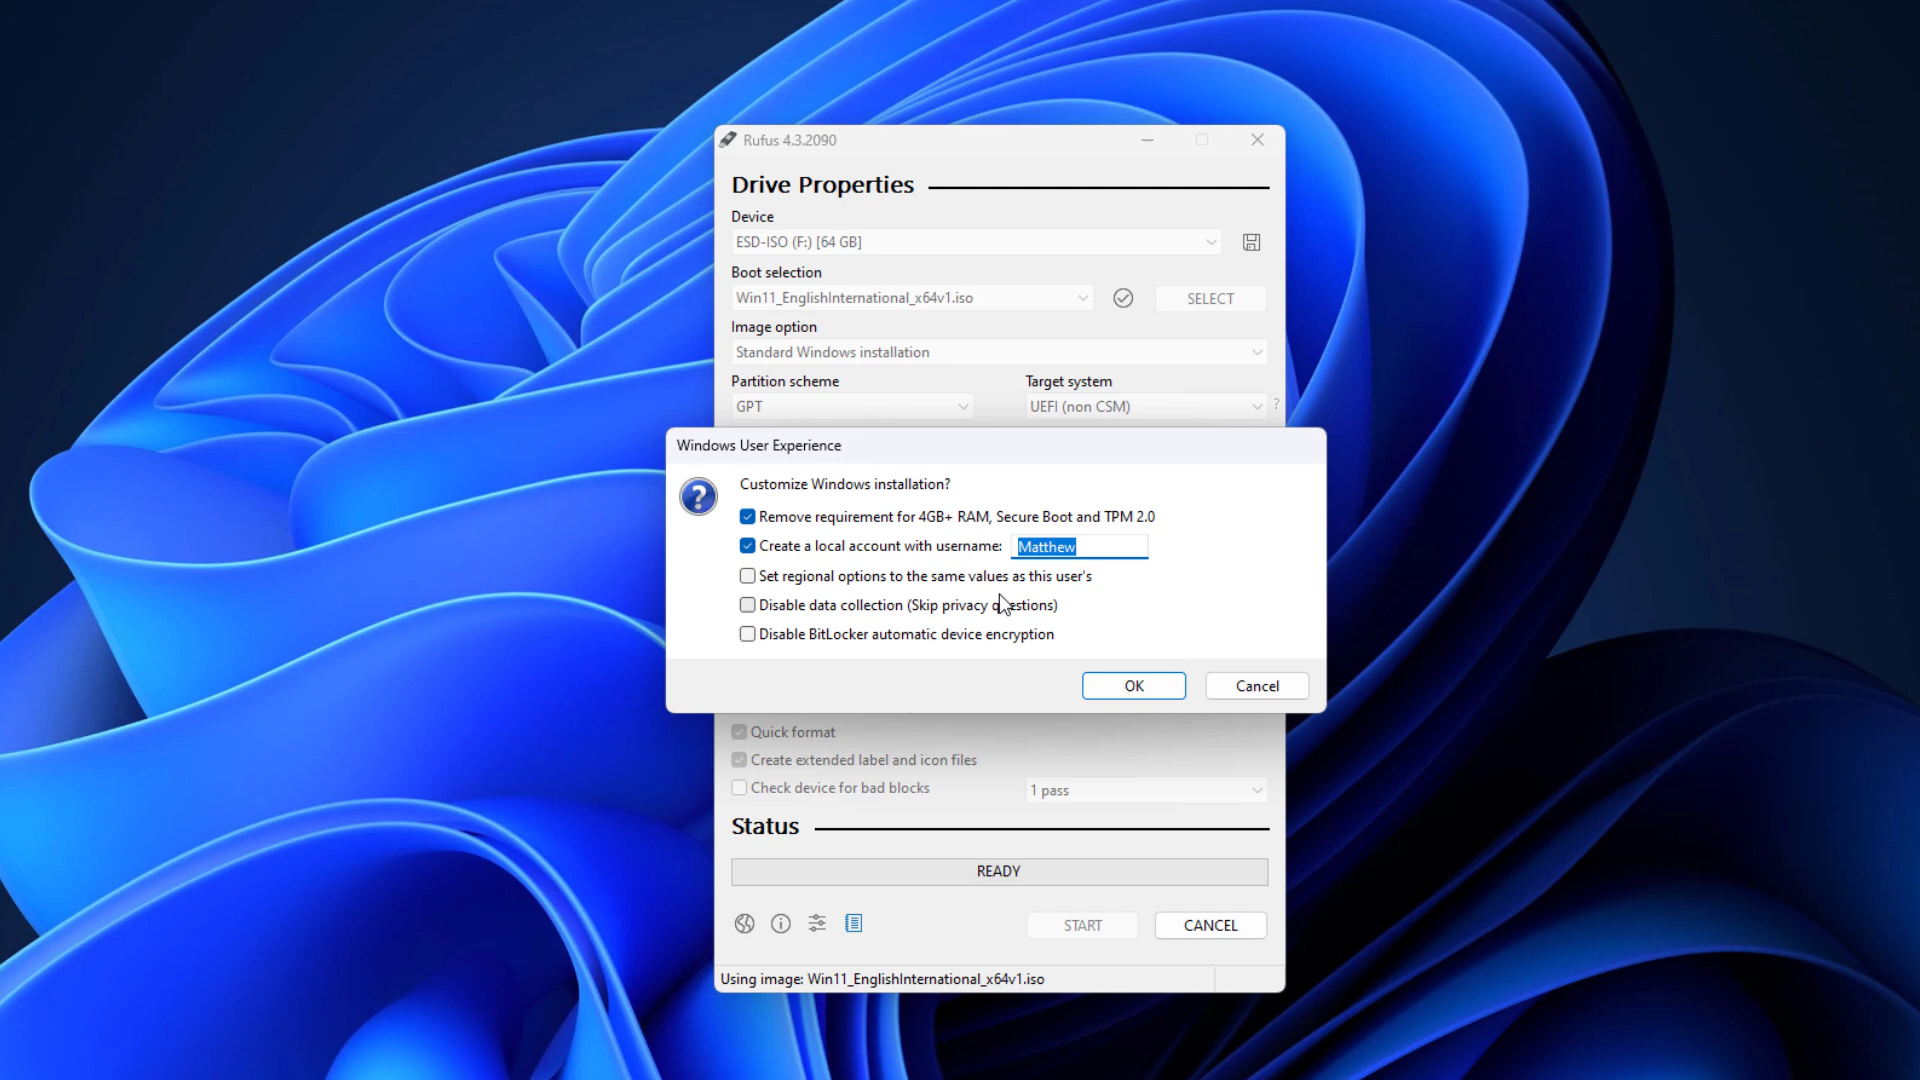 Rufus 4.3.2090
Drive Properties
Device
ESD-ISO (F:) [64 GB]
Boot selection
Win11_EnglishInternational_x64v1.iso
SELECT
Image option
Standard Windows installation
Partition scheme
Target system
GPT
UEFI (non CSM)
?
Windows User Experience
?
Customize Windows installation?
Remove requirement for 4GB+ RAM, Secure Boot and TPM 2.0
Create a local account with username:
Matthew
Set regional options to the same values as this user's
Disable data collection (Skip privacy questions)
Disable BitLocker automatic device encryption
OK
Cancel
Quick format
Create extended label and icon files
Check device for bad blocks
1 pass
Status
READY
START
CANCEL
Using image: Win11_EnglishInternational_x64v1.iso